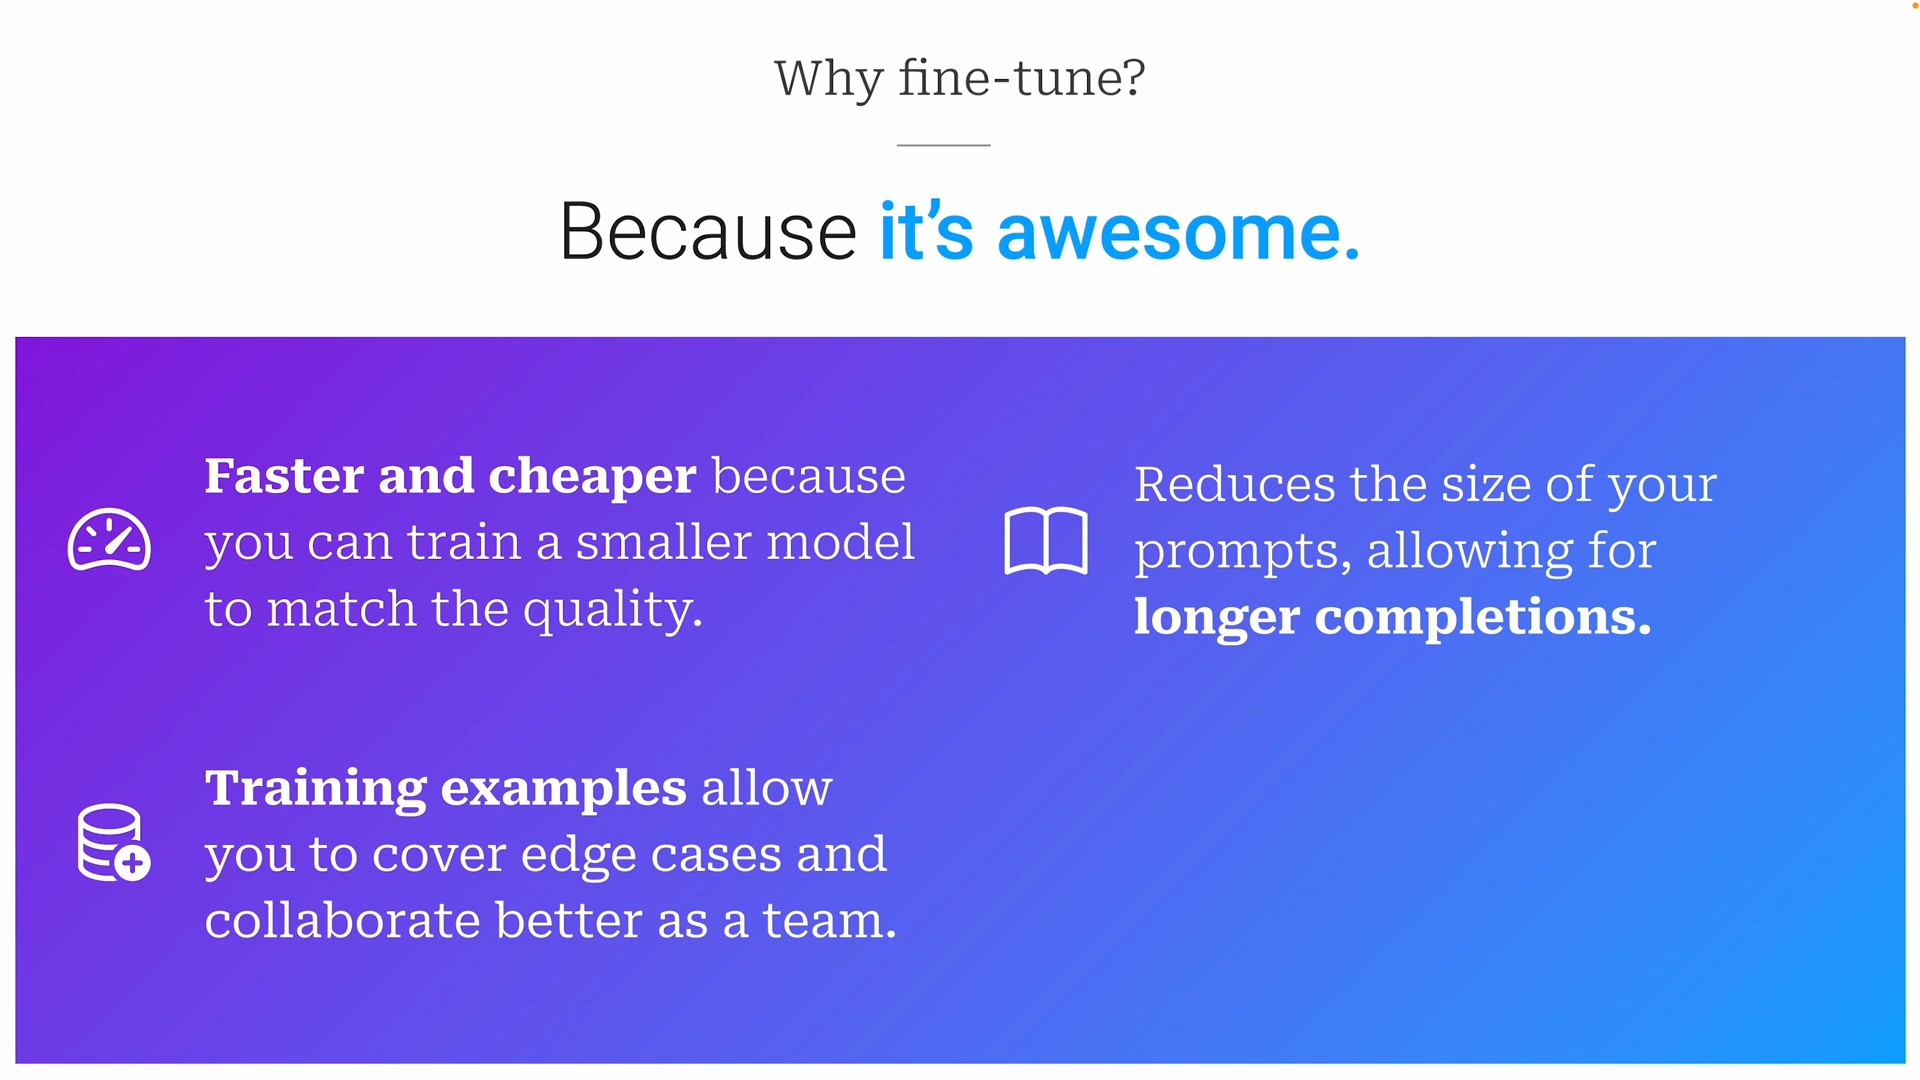 Why fine-tune?
Because it’s awesome.
Faster and cheaper because
you can train a smaller model
to match the quality.
Reduces the size of your
prompts, allowing for
longer completions.
Training examples allow
you to cover edge cases and
collaborate better as a team.